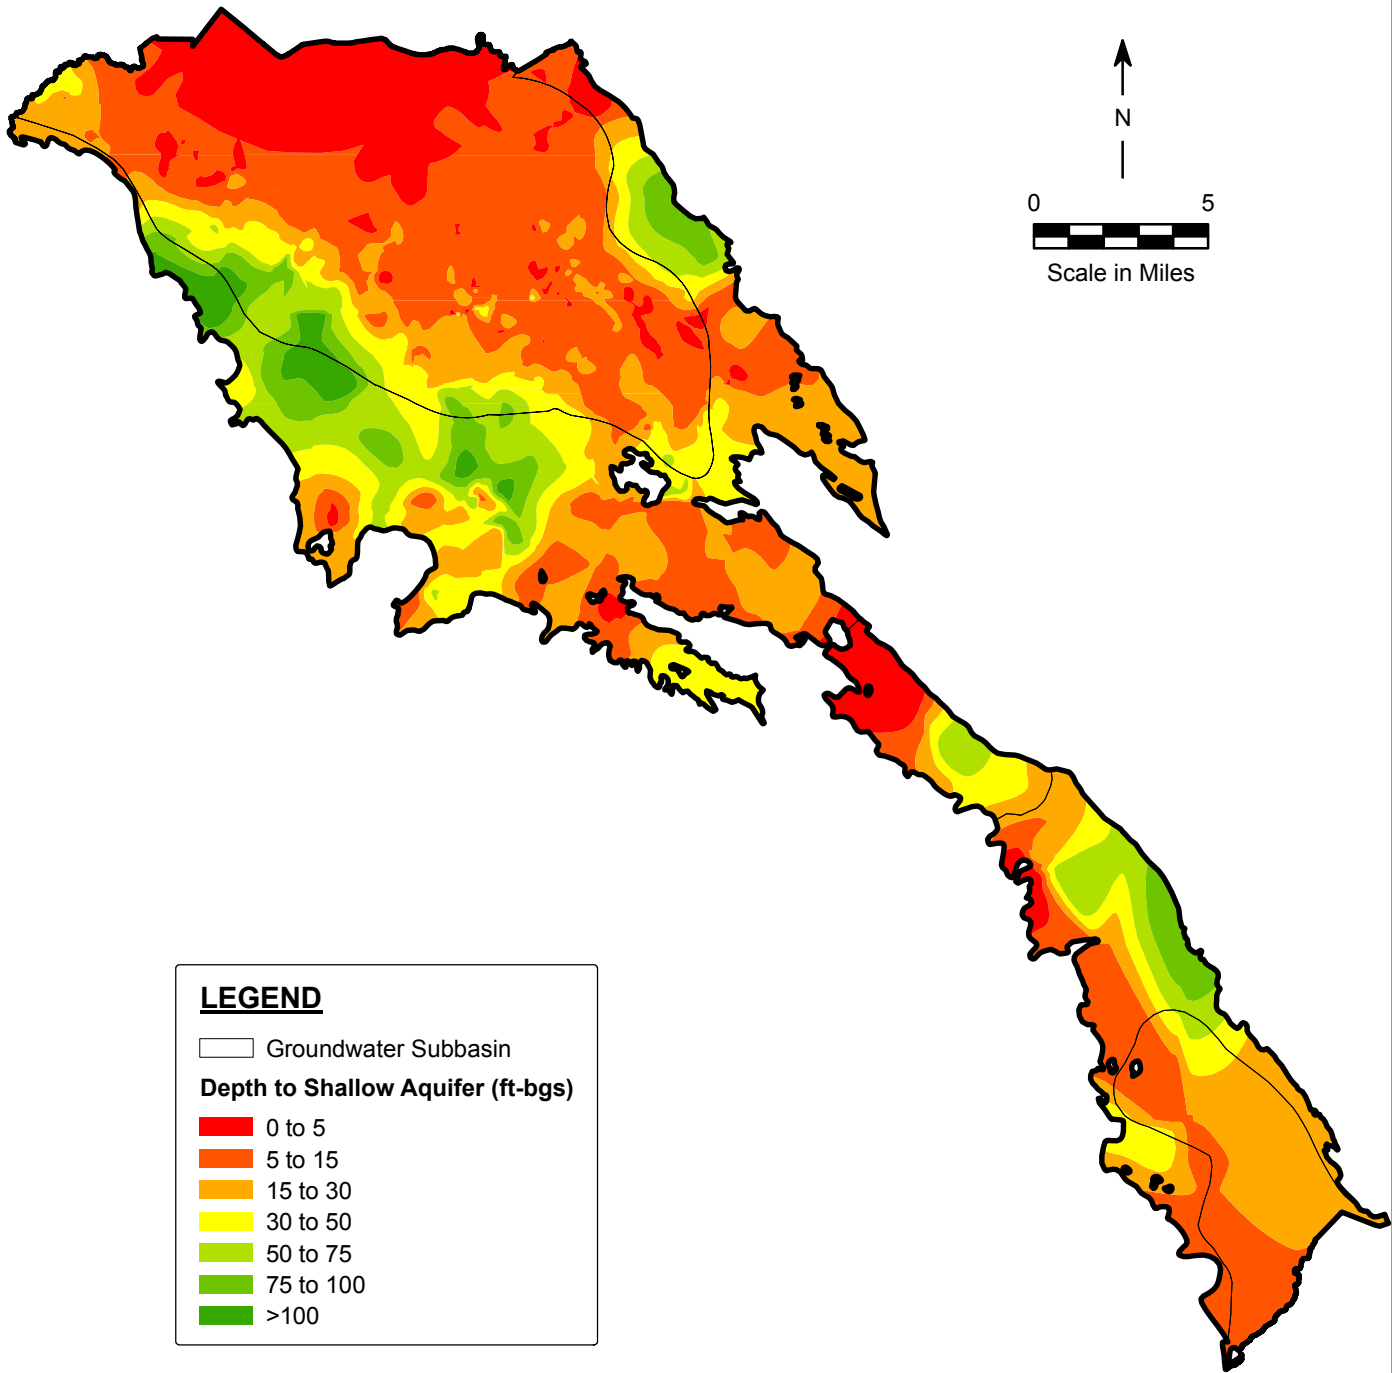 N
0 5
Scale in Miles
LEGEND
Groundwater Subbasin
Depth to Shallow Aquifer (ft-bgs)
0 to 5
5 to 15
15 to 30
30 to 50
50 to 75
75 to 100
>100